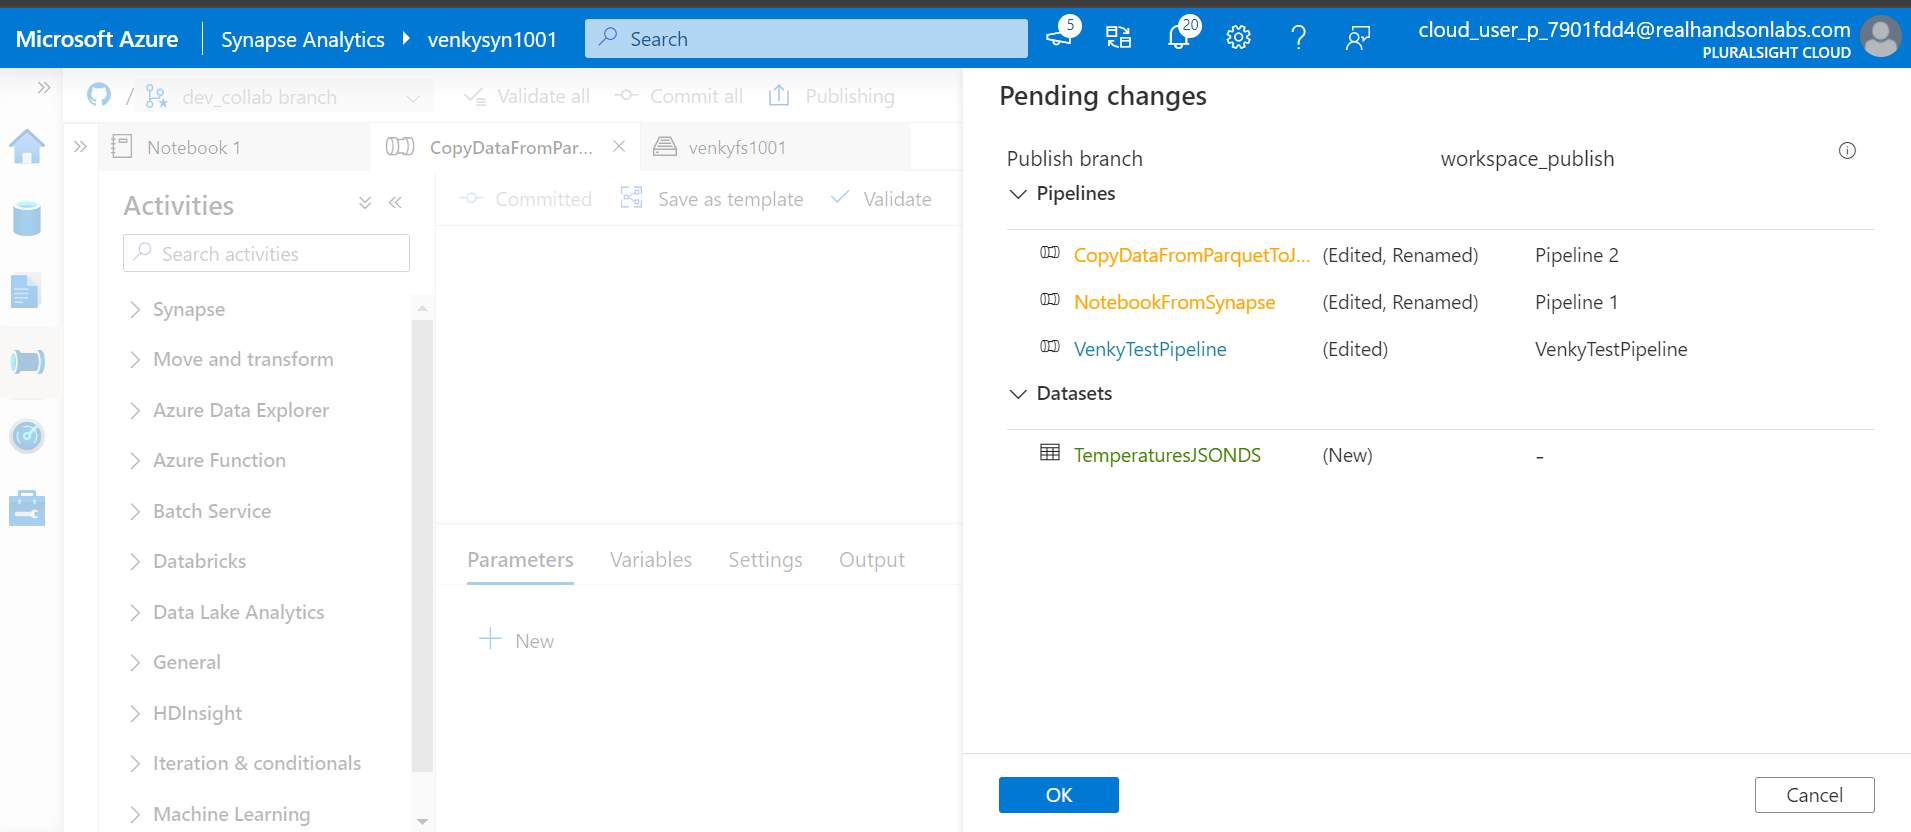 Microsoft Azure
Synapse Analytics
venkysyn1001
Search
5
20
cloud_user_p_7901fdd4@realhandsonlabs.com
PLURALSIGHT CLOUD
/
dev_collab branch
Validate all
Commit all
Publishing
Notebook 1
CopyDataFromPar...
venkyfs1001
Activities
Search activities
Synapse
Move and transform
Azure Data Explorer
Azure Function
Batch Service
Databricks
Data Lake Analytics
General
HDInsight
Iteration & conditionals
Machine Learning
Committed
Save as template
Validate
Parameters
Variables
Settings
Output
New
Pending changes
Publish branch
workspace_publish
Pipelines
CopyDataFromParquetToJ... (Edited, Renamed) Pipeline 2
NotebookFromSynapse (Edited, Renamed) Pipeline 1
VenkyTestPipeline (Edited) VenkyTestPipeline
Datasets
TemperaturesJSONDS (New) -
OK
Cancel